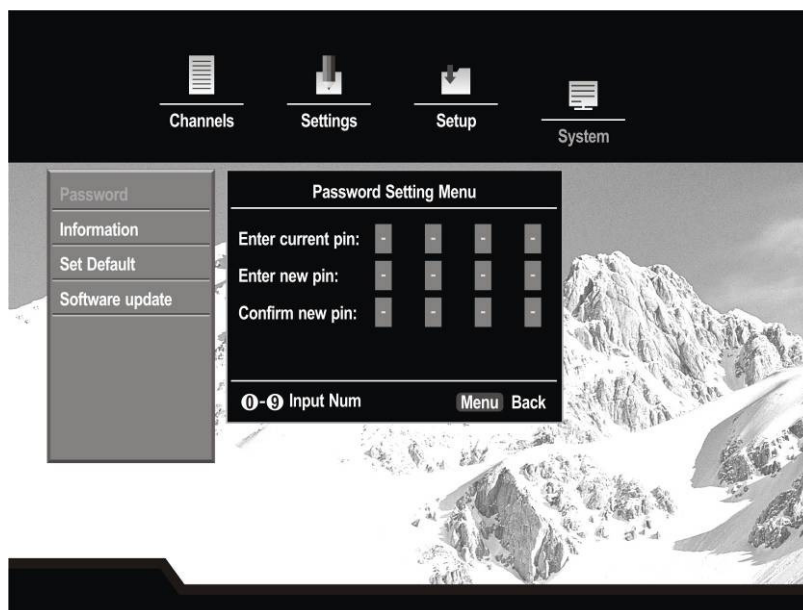 Channels Settings Setup System
Password
Information
Set Default
Software update
Password Setting Menu
Enter current pin: - - - -
Enter new pin: - - - -
Confirm new pin: - - - -
0-9 Input Num Menu Back